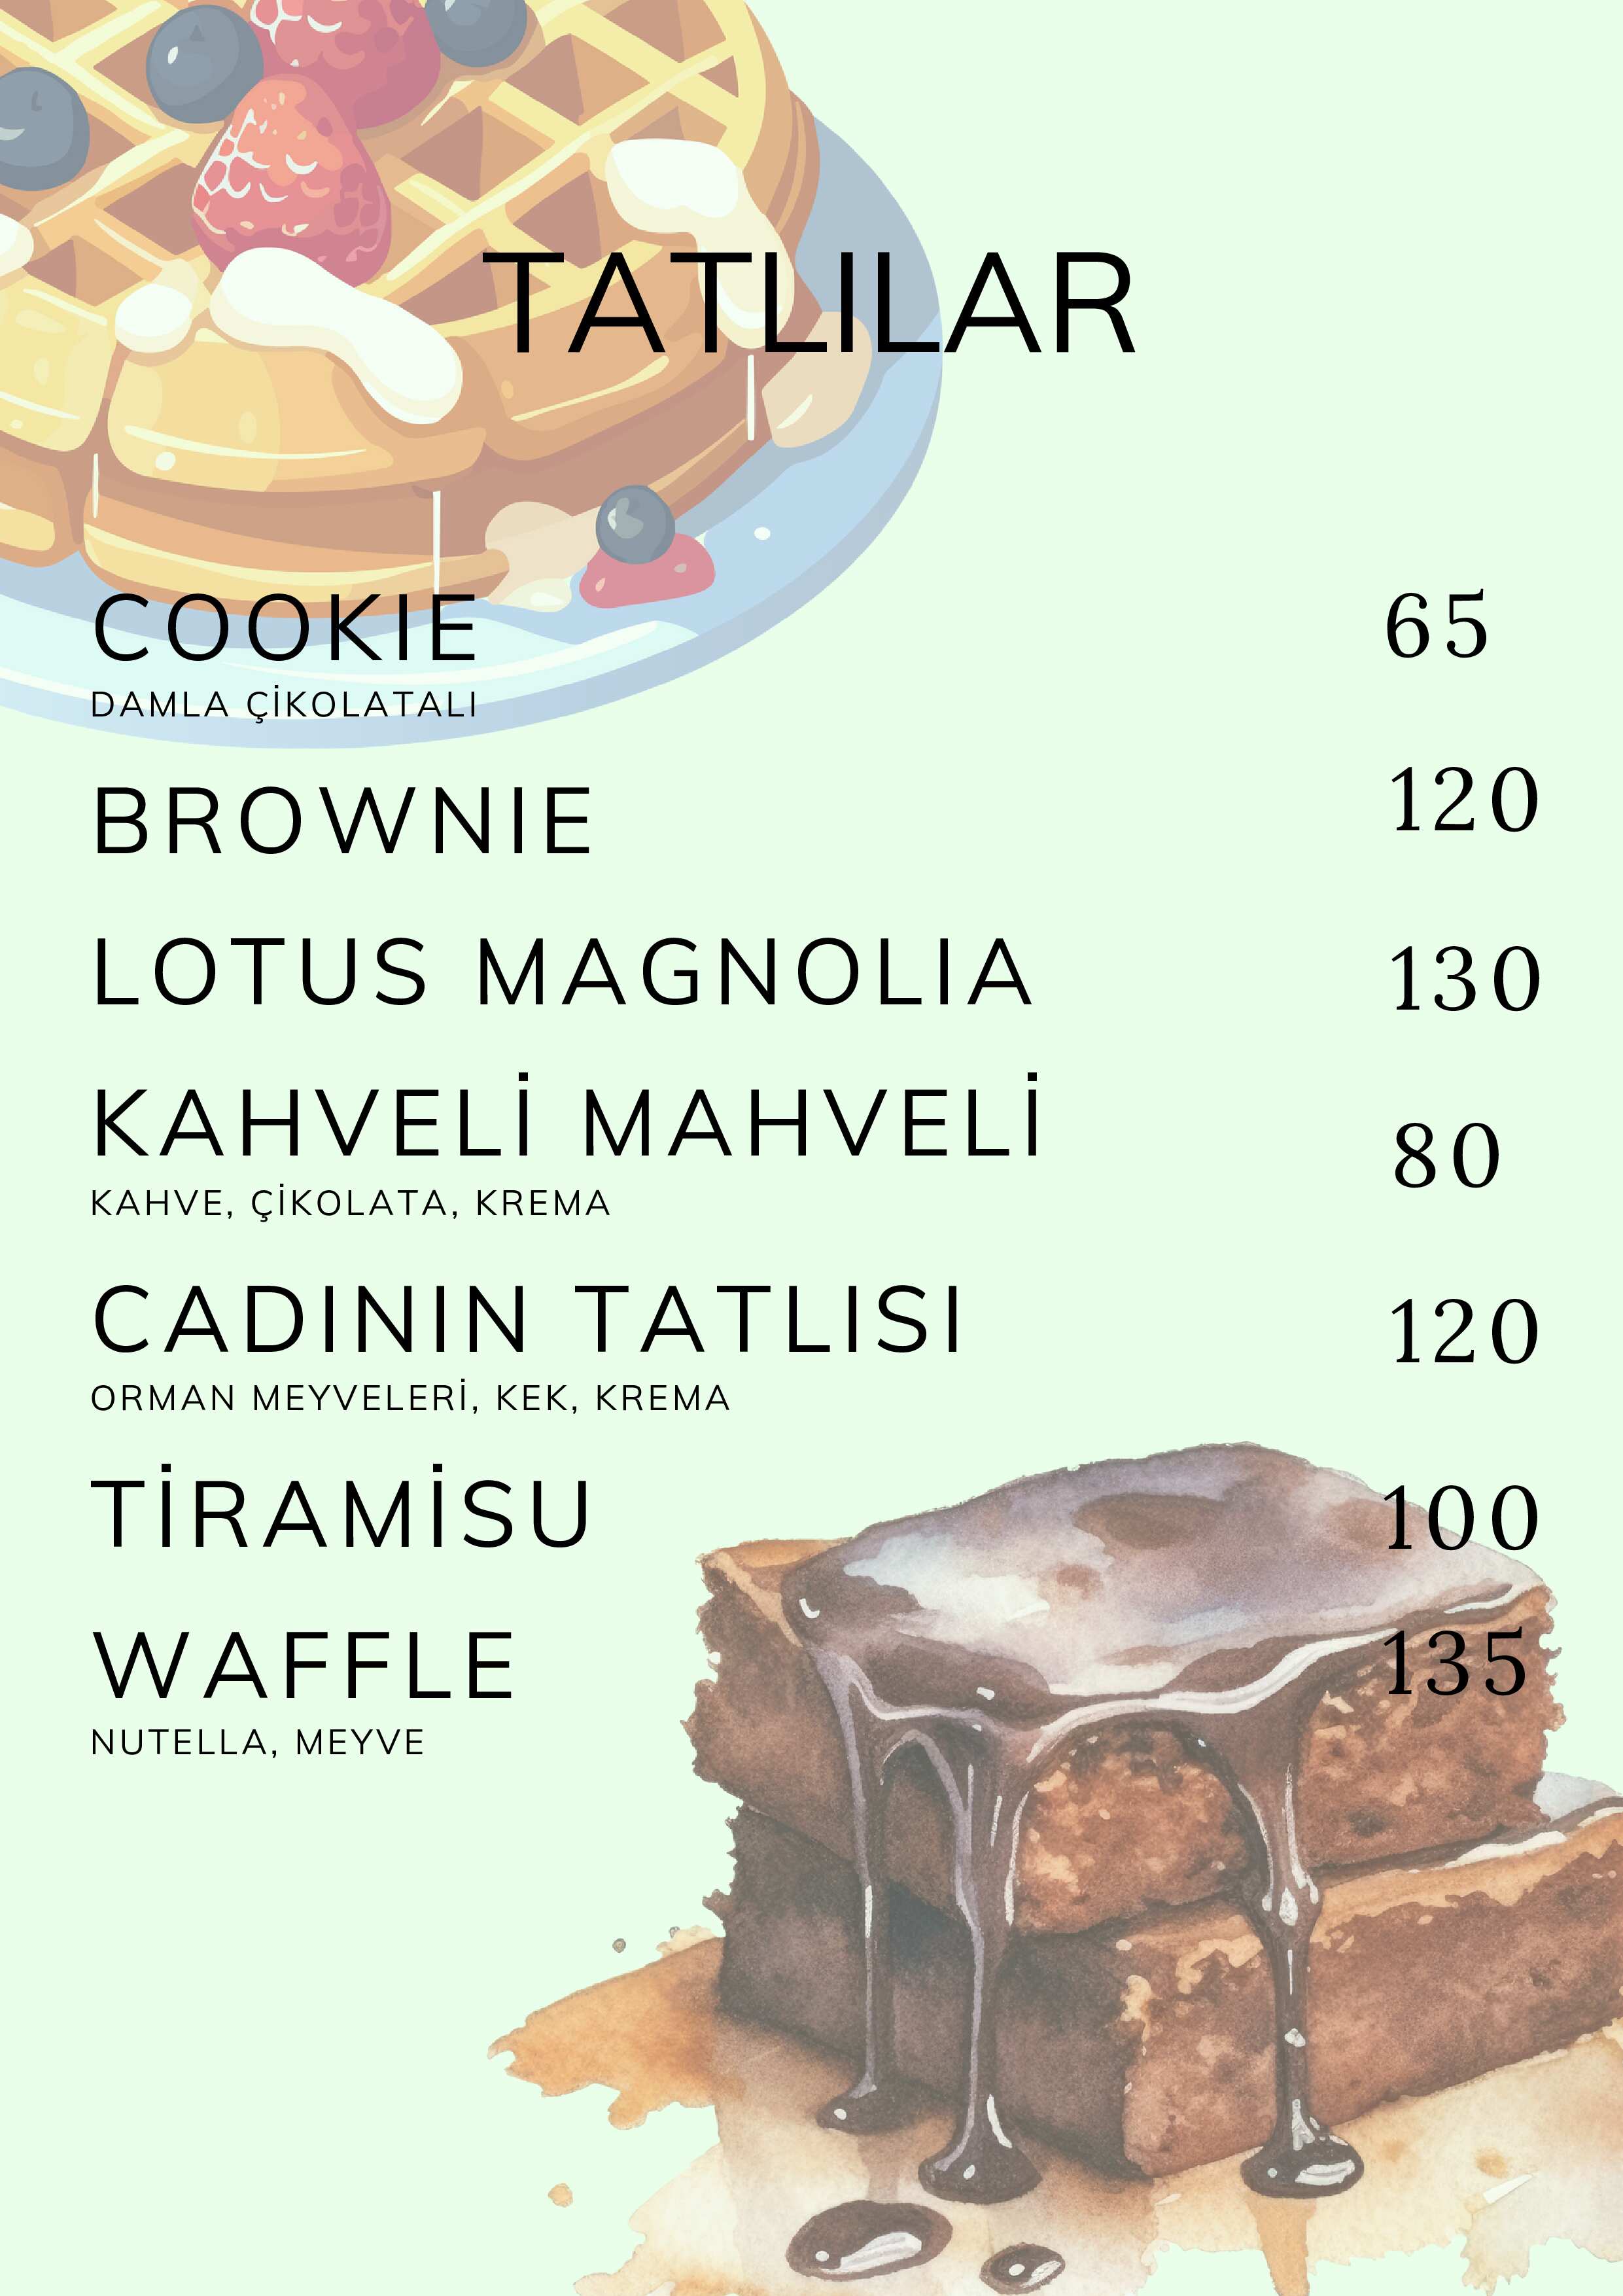 TATLILAR
COOKIE 65
DAMLA ÇİKOLATALI
BROWNIE 120
LOTUS MAGNOLIA 130
KAHVELİ MAHVELİ 80
KAHVE, ÇİKOLATA, KREMA
CADININ TATLISI 120
ORMAN MEYVELERİ, KEK, KREMA
TİRAMİSU 100
WAFFLE 135
NUTELLA, MEYVE